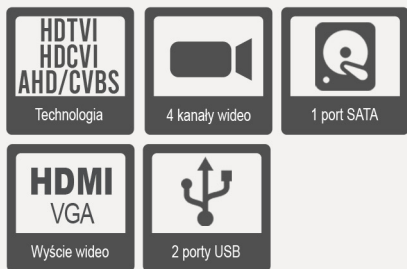 HDTVI
HDCVI
AHD/CVBS
Technologia
4 kanały wideo
1 port SATA
HDMI
VGA
Wyście wideo
2 porty USB